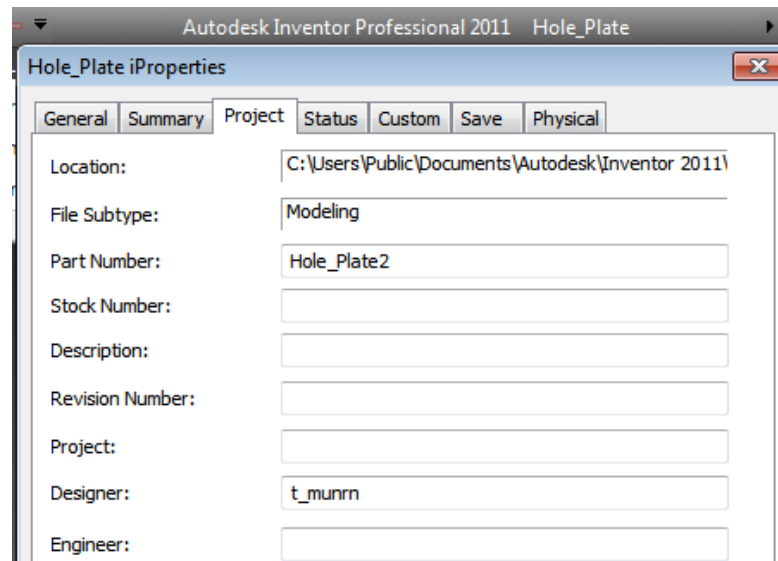 Autodesk Inventor Professional 2011 Hole_Plate
Hole_Plate iProperties
General Summary Project Status Custom Save Physical
Location: C:\Users\Public\Documents\Autodesk\Inventor 2011\
File Subtype: Modeling
Part Number: Hole_Plate2
Stock Number:
Description:
Revision Number:
Project:
Designer: t_munrn
Engineer: